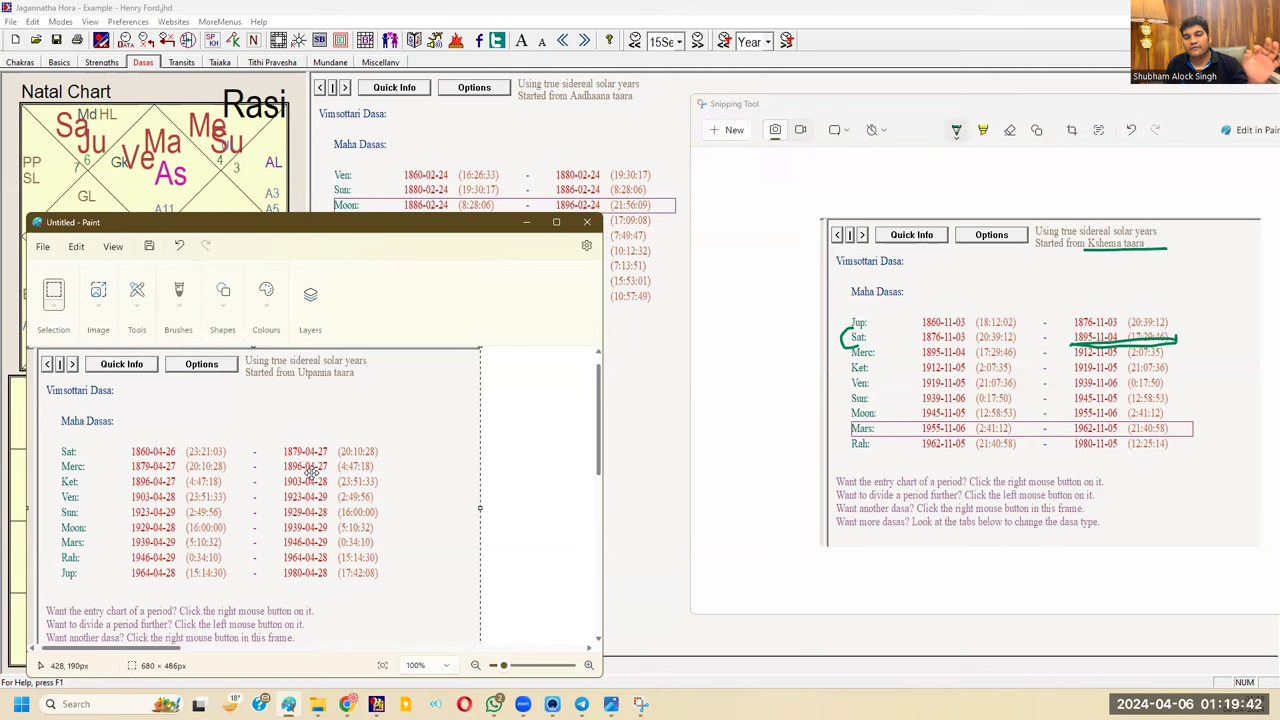 Jagannatha Hora - Example - Henry Ford.jhd
File Edit Modes View Preferences Websites MoreMenus Help
15Se Year
Chakras Basics Strengths Dasas Transits Tajaka Tithi Pravesha Mundane Miscellany
Shubham Alock Singh
Natal Chart
Rasi
Md HL
Sa Ju Ve Ma Me Su
As
Gk
PP
SL
GL
AL
A3
A5
A11
7 6 4 3
Quick Info Options
Using true sidereal solar years
Started from Aadhaana taara
Vimsottari Dasa:
Maha Dasas:
Ven: 1860-02-24 (16:26:33) - 1880-02-24 (19:30:17)
Sun: 1880-02-24 (19:30:17) - 1886-02-24 (8:28:06)
Moon: 1886-02-24 (8:28:06) - 1896-02-24 (21:56:09)
(17:09:08)
(7:49:47)
(10:12:32)
(7:13:51)
(15:53:01)
(10:57:49)
Untitled - Paint
File Edit View
Selection Image Tools Brushes Shapes Colours Layers
Quick Info Options
Using true sidereal solar years
Started from Utpanna taara
Vimsottari Dasa:
Maha Dasas:
Sat: 1860-04-26 (23:21:03) - 1879-04-27 (20:10:28)
Merc: 1879-04-27 (20:10:28) - 1896-04-27 (4:47:18)
Ket: 1896-04-27 (4:47:18) - 1903-04-28 (23:51:33)
Ven: 1903-04-28 (23:51:33) - 1923-04-29 (2:49:56)
Sun: 1923-04-29 (2:49:56) - 1929-04-28 (16:00:00)
Moon: 1929-04-28 (16:00:00) - 1939-04-29 (5:10:32)
Mars: 1939-04-29 (5:10:32) - 1946-04-29 (0:34:10)
Rah: 1946-04-29 (0:34:10) - 1964-04-28 (15:14:30)
Jup: 1964-04-28 (15:14:30) - 1980-04-28 (17:42:08)
Want the entry chart of a period? Click the right mouse button on it.
Want to divide a period further? Click the left mouse button on it.
Want another dasa? Click the right mouse button in this frame.
428, 190px 680 × 486px 100%
Snipping Tool
New
Edit in Pain
Quick Info Options
Using true sidereal solar years
Started from Kshema taara
Vimsottari Dasa:
Maha Dasas:
Jup: 1860-11-03 (18:12:02) - 1876-11-03 (20:39:12)
Sat: 1876-11-03 (20:39:12) - 1895-11-04 (17:29:46)
Merc: 1895-11-04 (17:29:46) - 1912-11-05 (2:07:35)
Ket: 1912-11-05 (2:07:35) - 1919-11-05 (21:07:36)
Ven: 1919-11-05 (21:07:36) - 1939-11-06 (0:17:50)
Sun: 1939-11-06 (0:17:50) - 1945-11-05 (12:58:53)
Moon: 1945-11-05 (12:58:53) - 1955-11-06 (2:41:12)
Mars: 1955-11-06 (2:41:12) - 1962-11-05 (21:40:58)
Rah: 1962-11-05 (21:40:58) - 1980-11-05 (12:25:14)
Want the entry chart of a period? Click the right mouse button on it.
Want to divide a period further? Click the left mouse button on it.
Want another dasa? Click the right mouse button in this frame.
Want more dasas? Look at the tabs below to change the dasa type.
For Help, press F1
NUM
Search
18°
2024-04-06 01:19:42